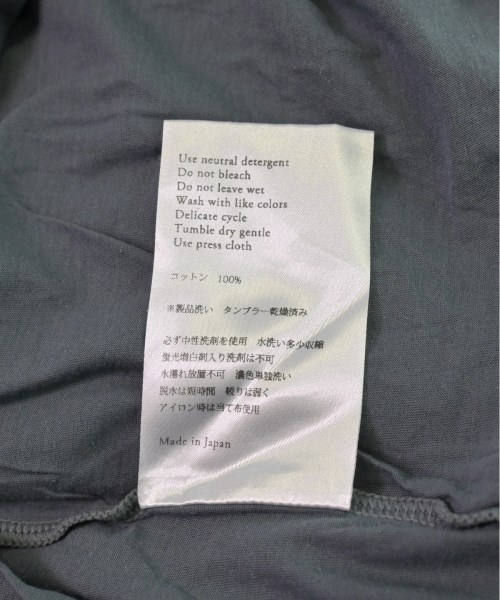 Use neutral detergent
Do not bleach
Do not leave wet
Wash with like colors
Delicate cycle
Tumble dry gentle
Use press cloth
コットン 100%
※製品洗い タンブラー乾燥済み
必ず中性洗剤を使用 水洗い多少収縮
蛍光増白剤入り洗剤は不可
水濡れ放置不可 濃色単独洗い
脱水は短時間 絞りは弱く
アイロン時は当て布使用
Made in Japan